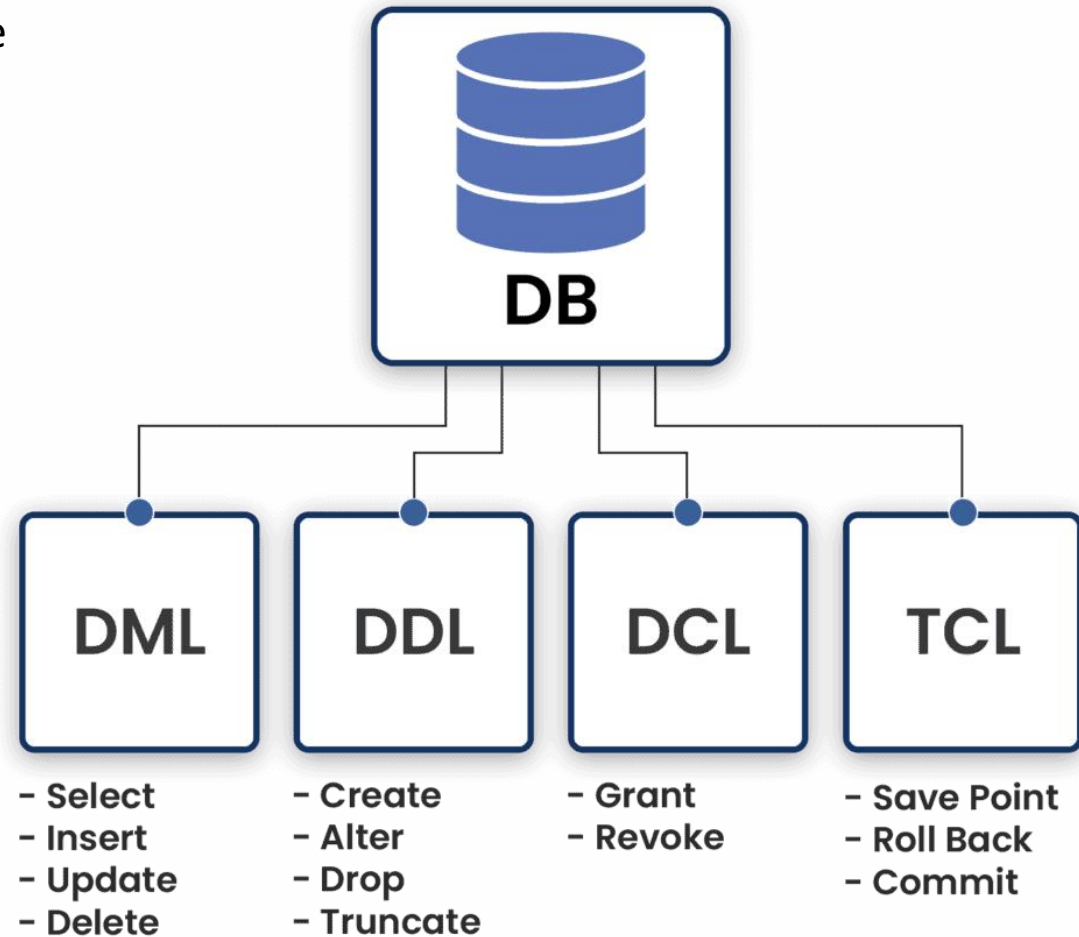 e
DB
DML
DDL
DCL
TCL
- Select
- Insert
- Update
- Delete
- Create
- Alter
- Drop
- Truncate
- Grant
- Revoke
- Save Point
- Roll Back
- Commit